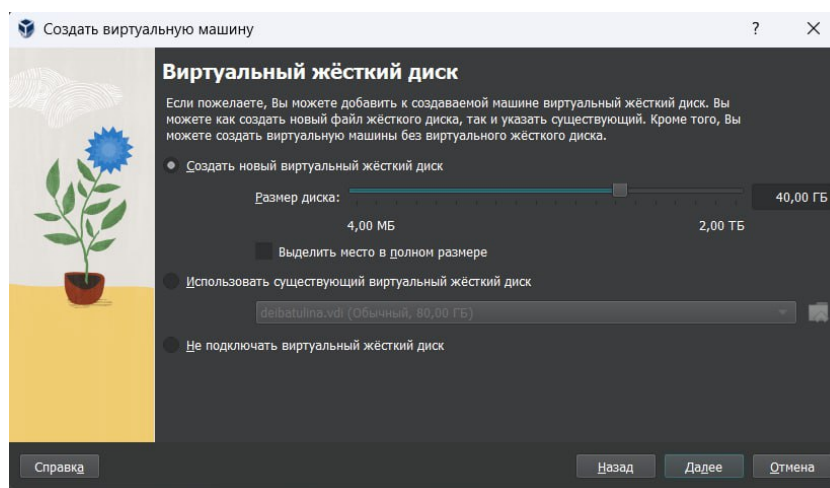 Создать виртуальную машину
?
Виртуальный жёсткий диск
Если пожелаете, Вы можете добавить к создаваемой машине виртуальный жёсткий диск. Вы
можете как создать новый файл жёсткого диска, так и указать существующий. Кроме того, Вы
можете создать виртуальную машины без виртуального жёсткого диска.
Создать новый виртуальный жёсткий диск
Размер диска:
40,00 ГБ
4,00 МБ
2,00 ТБ
Выделить место в полном размере
Использовать существующий виртуальный жёсткий диск
deibatulina.vdi (Обычный, 80,00 ГБ)
Не подключать виртуальный жёсткий диск
Справка
Назад
Далее
Отмена